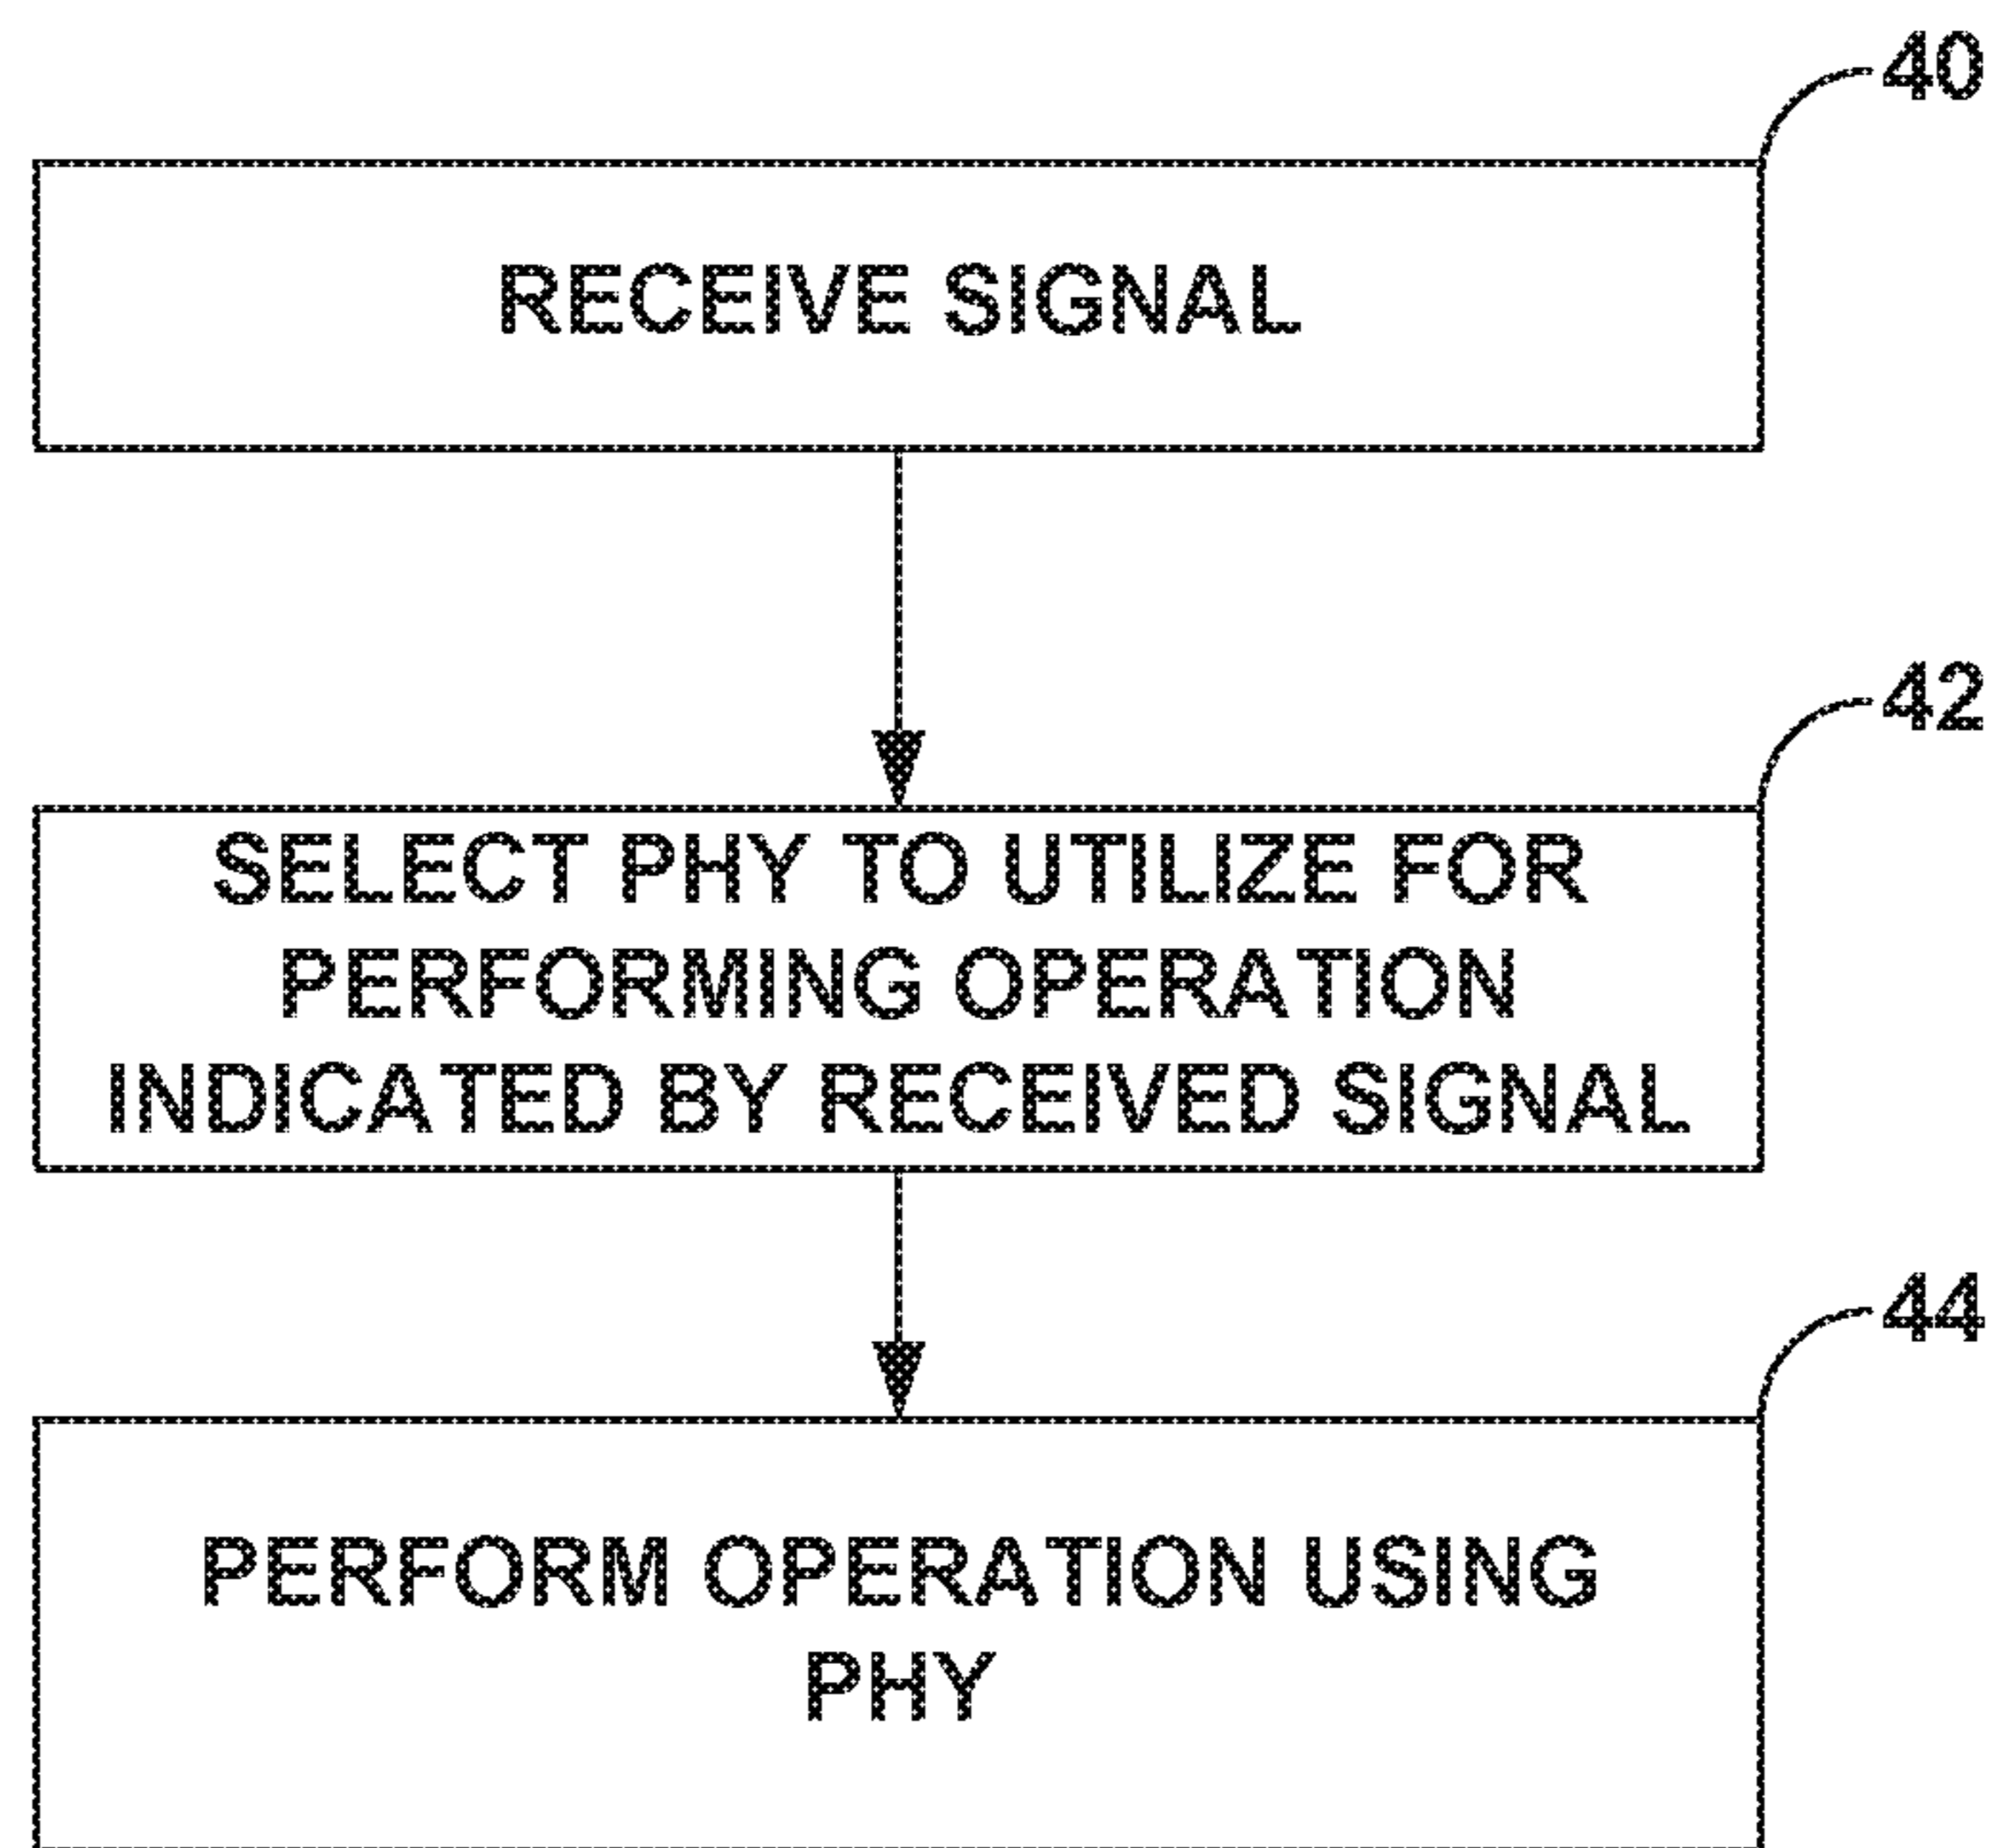 40
RECEIVE SIGNAL
42
SELECT PHY TO UTILIZE FOR
PERFORMING OPERATION
INDICATED BY RECEIVED SIGNAL
44
PERFORM OPERATION USING
PHY